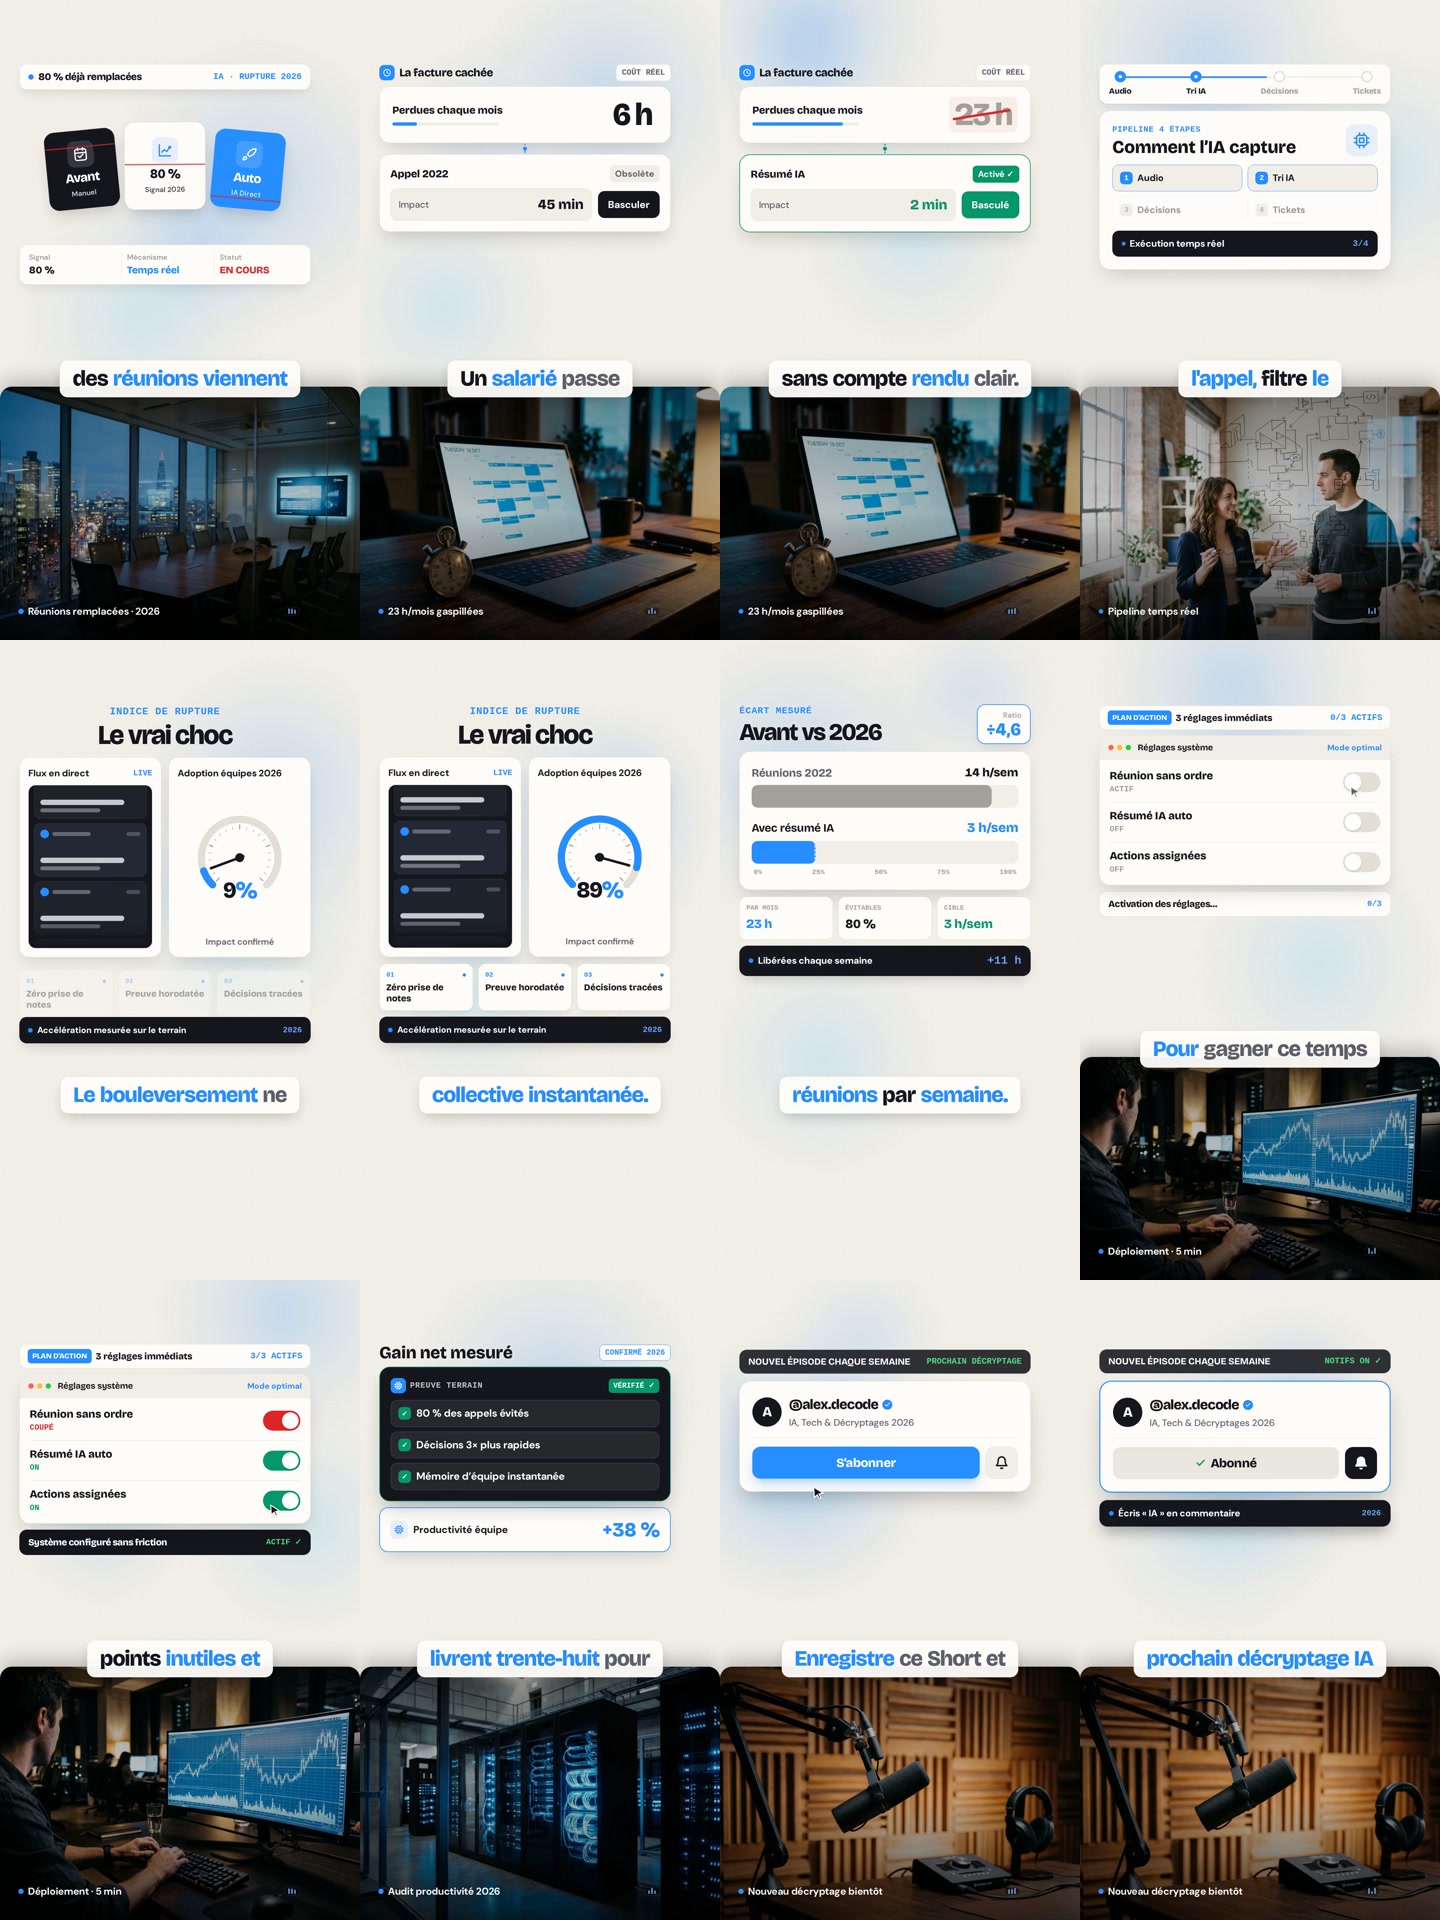 80 % déjà remplacées
IA · RUPTURE 2026
Avant
Manuel
80 %
Signal 2026
Auto
IA Direct
Signal
80 %
Mécanisme
Temps réel
Statut
EN COURS
des réunions viennent
Réunions remplacées · 2026
La facture cachée
COÛT RÉEL
Perdues chaque mois
6 h
Appel 2022
Obsolète
Impact
45 min
Basculer
Un salarié passe
23 h/mois gaspillées
La facture cachée
COÛT RÉEL
Perdues chaque mois
23 h
Résumé IA
Activé ✓
Impact
2 min
Basculé
sans compte rendu clair.
TUESDAY 18 OCT
23 h/mois gaspillées
Audio
Tri IA
Décisions
Tickets
PIPELINE 4 ÉTAPES
Comment l'IA capture
1 Audio
2 Tri IA
3 Décisions
4 Tickets
Exécution temps réel
3/4
l'appel, filtre le
Pipeline temps réel
INDICE DE RUPTURE
Le vrai choc
Flux en direct
LIVE
Adoption équipes 2026
9%
Impact confirmé
01
Zéro prise de
notes
02
Preuve horodatée
03
Décisions tracées
Accélération mesurée sur le terrain
2026
Le bouleversement ne
INDICE DE RUPTURE
Le vrai choc
Flux en direct
LIVE
Adoption équipes 2026
89%
Impact confirmé
01
Zéro prise de
notes
02
Preuve horodatée
03
Décisions tracées
Accélération mesurée sur le terrain
2026
collective instantanée.
ÉCART MESURÉ
Avant vs 2026
Ratio
÷4,6
Réunions 2022
14 h/sem
Avec résumé IA
3 h/sem
0%
25%
50%
75%
100%
PAR MOIS
23 h
ÉVITABLES
80 %
CIBLE
3 h/sem
Libérées chaque semaine
+11 h
réunions par semaine.
PLAN D'ACTION
3 réglages immédiats
0/3 ACTIFS
Réglages système
Mode optimal
Réunion sans ordre
ACTIF
Résumé IA auto
OFF
Actions assignées
OFF
Activation des réglages...
0/3
Pour gagner ce temps
Déploiement · 5 min
PLAN D'ACTION
3 réglages immédiats
3/3 ACTIFS
Réglages système
Mode optimal
Réunion sans ordre
COUPÉ
Résumé IA auto
ON
Actions assignées
ON
Système configuré sans friction
ACTIF ✓
points inutiles et
Déploiement · 5 min
Gain net mesuré
CONFIRMÉ 2026
PREUVE TERRAIN
VÉRIFIÉ ✓
80 % des appels évités
Décisions 3× plus rapides
Mémoire d'équipe instantanée
Productivité équipe
+38 %
livrent trente-huit pour
Audit productivité 2026
NOUVEL ÉPISODE CHAQUE SEMAINE
PROCHAIN DÉCRYPTAGE
A
@alex.decode
IA, Tech & Décryptages 2026
S'abonner
Enregistre ce Short et
Nouveau décryptage bientôt
NOUVEL ÉPISODE CHAQUE SEMAINE
NOTIFS ON ✓
A
@alex.decode
IA, Tech & Décryptages 2026
Abonné
Écris « IA » en commentaire
2026
prochain décryptage IA
Nouveau décryptage bientôt